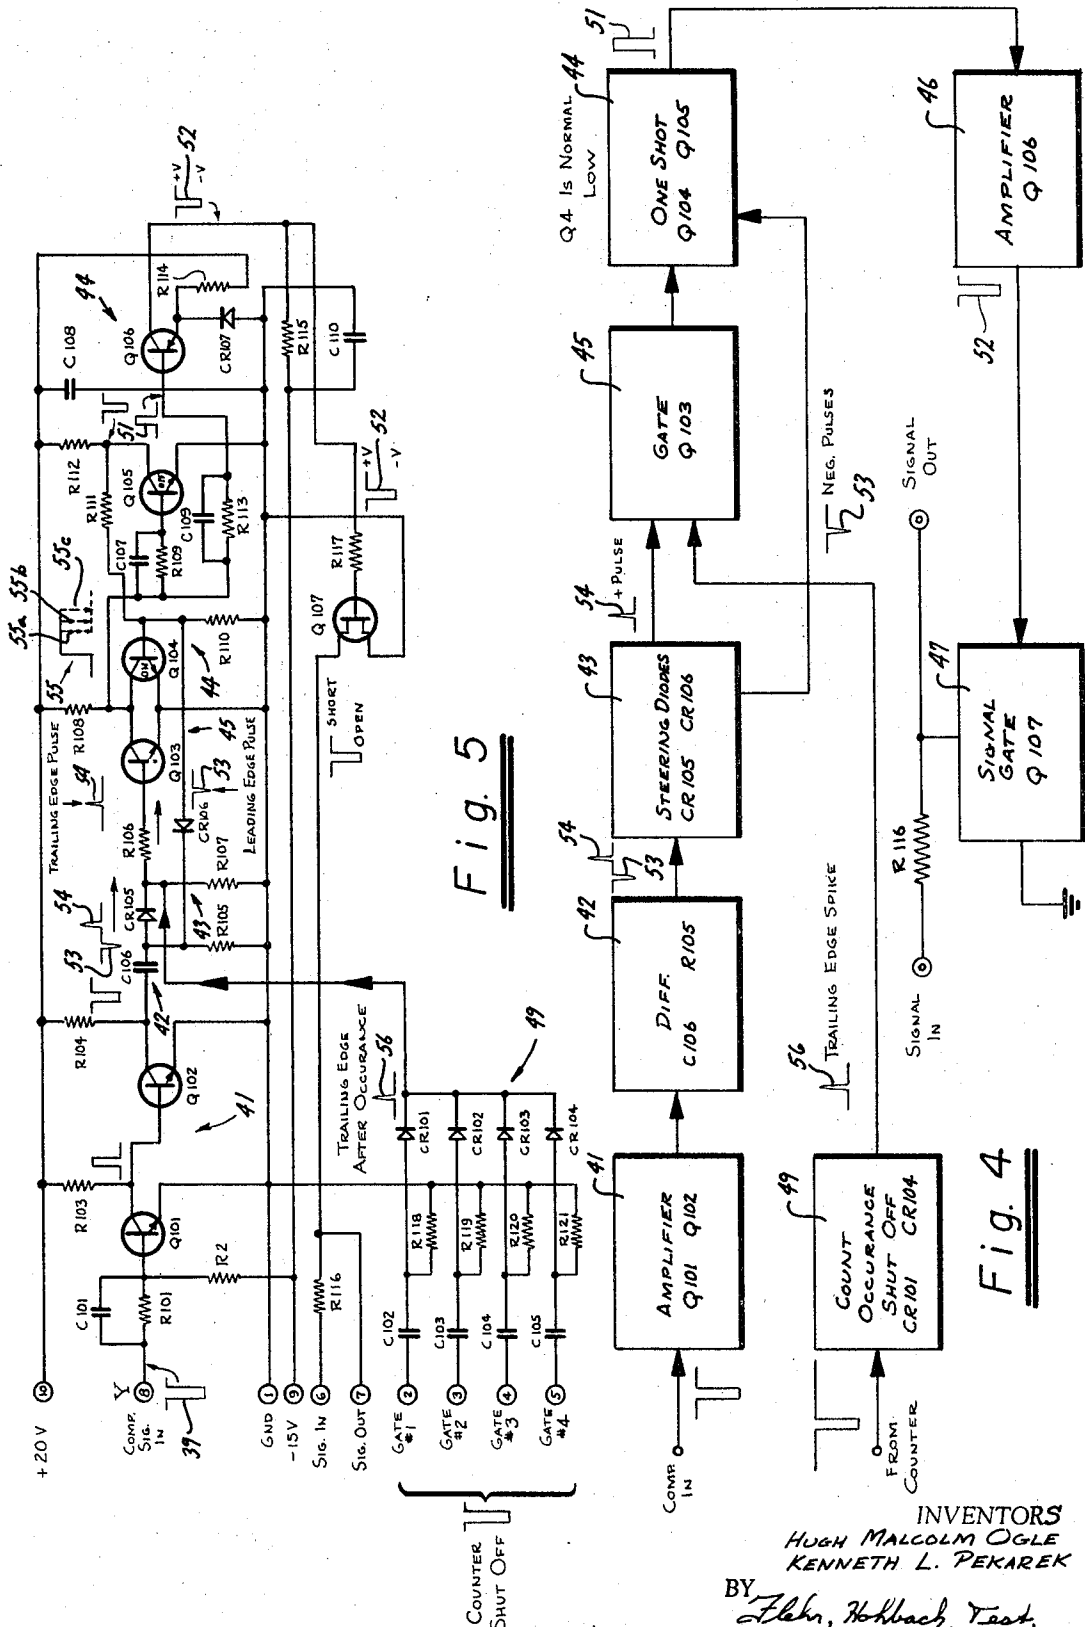 Fig. 5
+20 V
10
Y
8
COMP.
SIG.
IN
39
GND
1
-15V
9
SIG. IN
6
SIG. OUT
7
GATE
#1
2
GATE
#2
3
GATE
#3
4
GATE
#4
5
COUNTER
SHUT OFF
C101
R101
R2
R103
Q101
41
Q102
R104
42
C106
53
54
CR105
43
R105
R107
R106
CR106
53
LEADING EDGE PULSE
TRAILING EDGE PULSE
54
Q103
45
R108
55
55a
55b
55c
Q104
ON
44
R110
R111
R112
C107
R109
Q105
OFF
C109
R113
51
C108
Q106
44
R114
CR107
R115
C110
+V
-V
52
R117
Q107
+V
-V
52
SHORT
OPEN
R116
TRAILING EDGE
AFTER OCCURANCE
56
49
C102
R118
CR101
C103
R119
CR102
C104
R120
CR103
C105
R121
CR104
Fig. 4
COMP.
IN
41
AMPLIFIER
Q101 Q102
42
DIFF.
C106 R105
53
54
43
STEERING DIODES
CR105 CR106
54
+ PULSE
45
GATE
Q103
Q4 IS NORMAL
LOW
44
ONE SHOT
Q104 Q105
51
NEG. PULSES
53
FROM
COUNTER
49
COUNT
OCCURANCE
SHUT OFF
CR101 CR104
56
TRAILING EDGE SPIKE
SIGNAL
IN
R116
SIGNAL
OUT
47
SIGNAL
GATE
Q107
52
46
AMPLIFIER
Q106
INVENTORS
HUGH MALCOLM OGLE
KENNETH L. PEKAREK
BY
Flehr, Hohbach, Test,